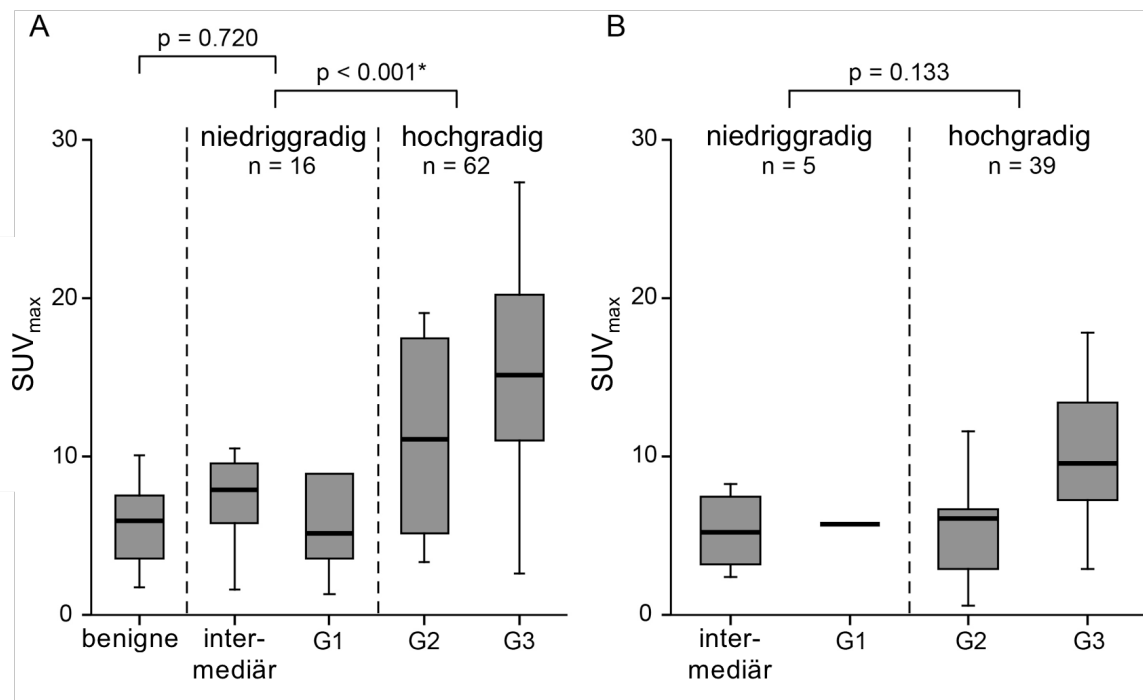 A
p = 0.720
p < 0.001*
niedriggradig
n = 16
hochgradig
n = 62
30
20
10
0
SUVmax
benigne
inter-
mediär
G1
G2
G3
B
p = 0.133
niedriggradig
n = 5
hochgradig
n = 39
30
20
10
0
SUVmax
inter-
mediär
G1
G2
G3